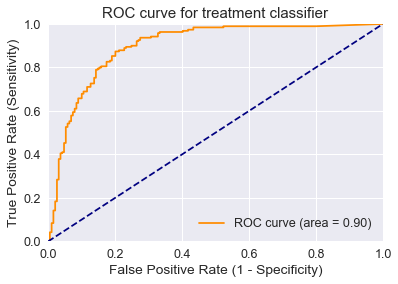 ROC curve for treatment classifier
True Positive Rate (Sensitivity)
1.0
0.8
0.6
0.4
0.2
0.0
ROC curve (area = 0.90)
0.0 0.2 0.4 0.6 0.8 1.0
False Positive Rate (1 - Specificity)